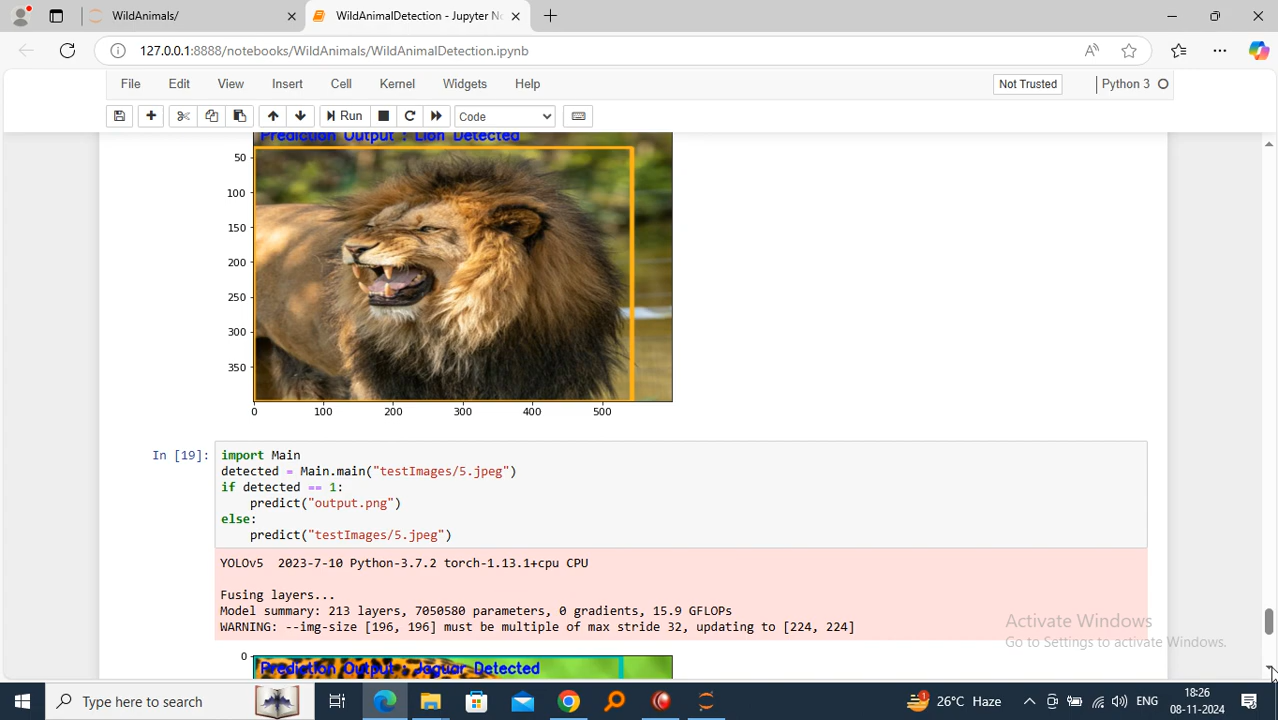 WildAnimals/
WildAnimalDetection - Jupyter No
127.0.0.1:8888/notebooks/WildAnimals/WildAnimalDetection.ipynb
File Edit View Insert Cell Kernel Widgets Help
Not Trusted
Python 3
Run
Code
Prediction Output : Lion Detected
50
100
150
200
250
300
350
0 100 200 300 400 500
In [19]:
import Main
detected = Main.main("testImages/5.jpeg")
if detected == 1:
predict("output.png")
else:
predict("testImages/5.jpeg")
YOLOv5 2023-7-10 Python-3.7.2 torch-1.13.1+cpu CPU
Fusing layers...
Model summary: 213 layers, 7050580 parameters, 0 gradients, 15.9 GFLOPs
WARNING: --img-size [196, 196] must be multiple of max stride 32, updating to [224, 224]
Activate Windows
Go to Settings to activate Windows.
0
Prediction Output : Jaguar Detected
Type here to search
1
26°C Haze
ENG
18:26
08-11-2024